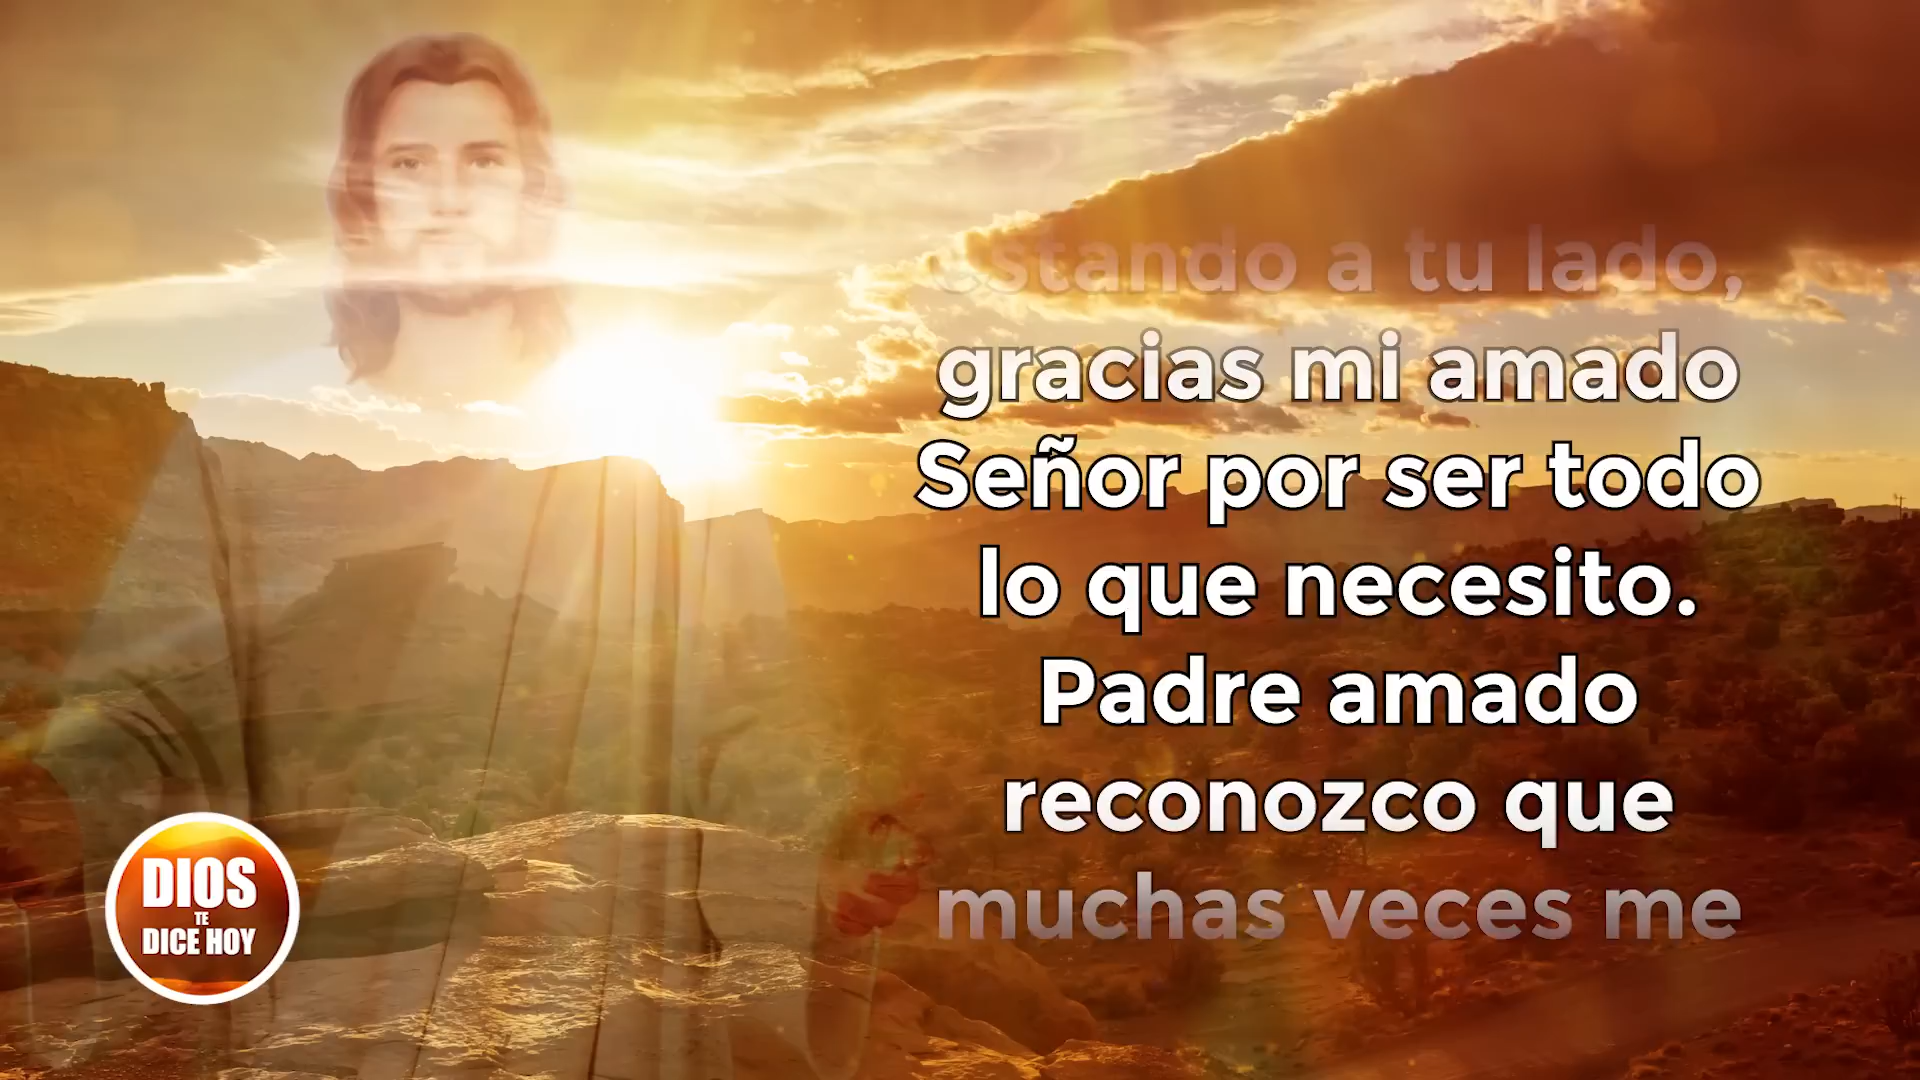 estando a tu lado,
gracias mi amado
Señor por ser todo
lo que necesito.
Padre amado
reconozco que
muchas veces me
DIOS
TE
DICE HOY